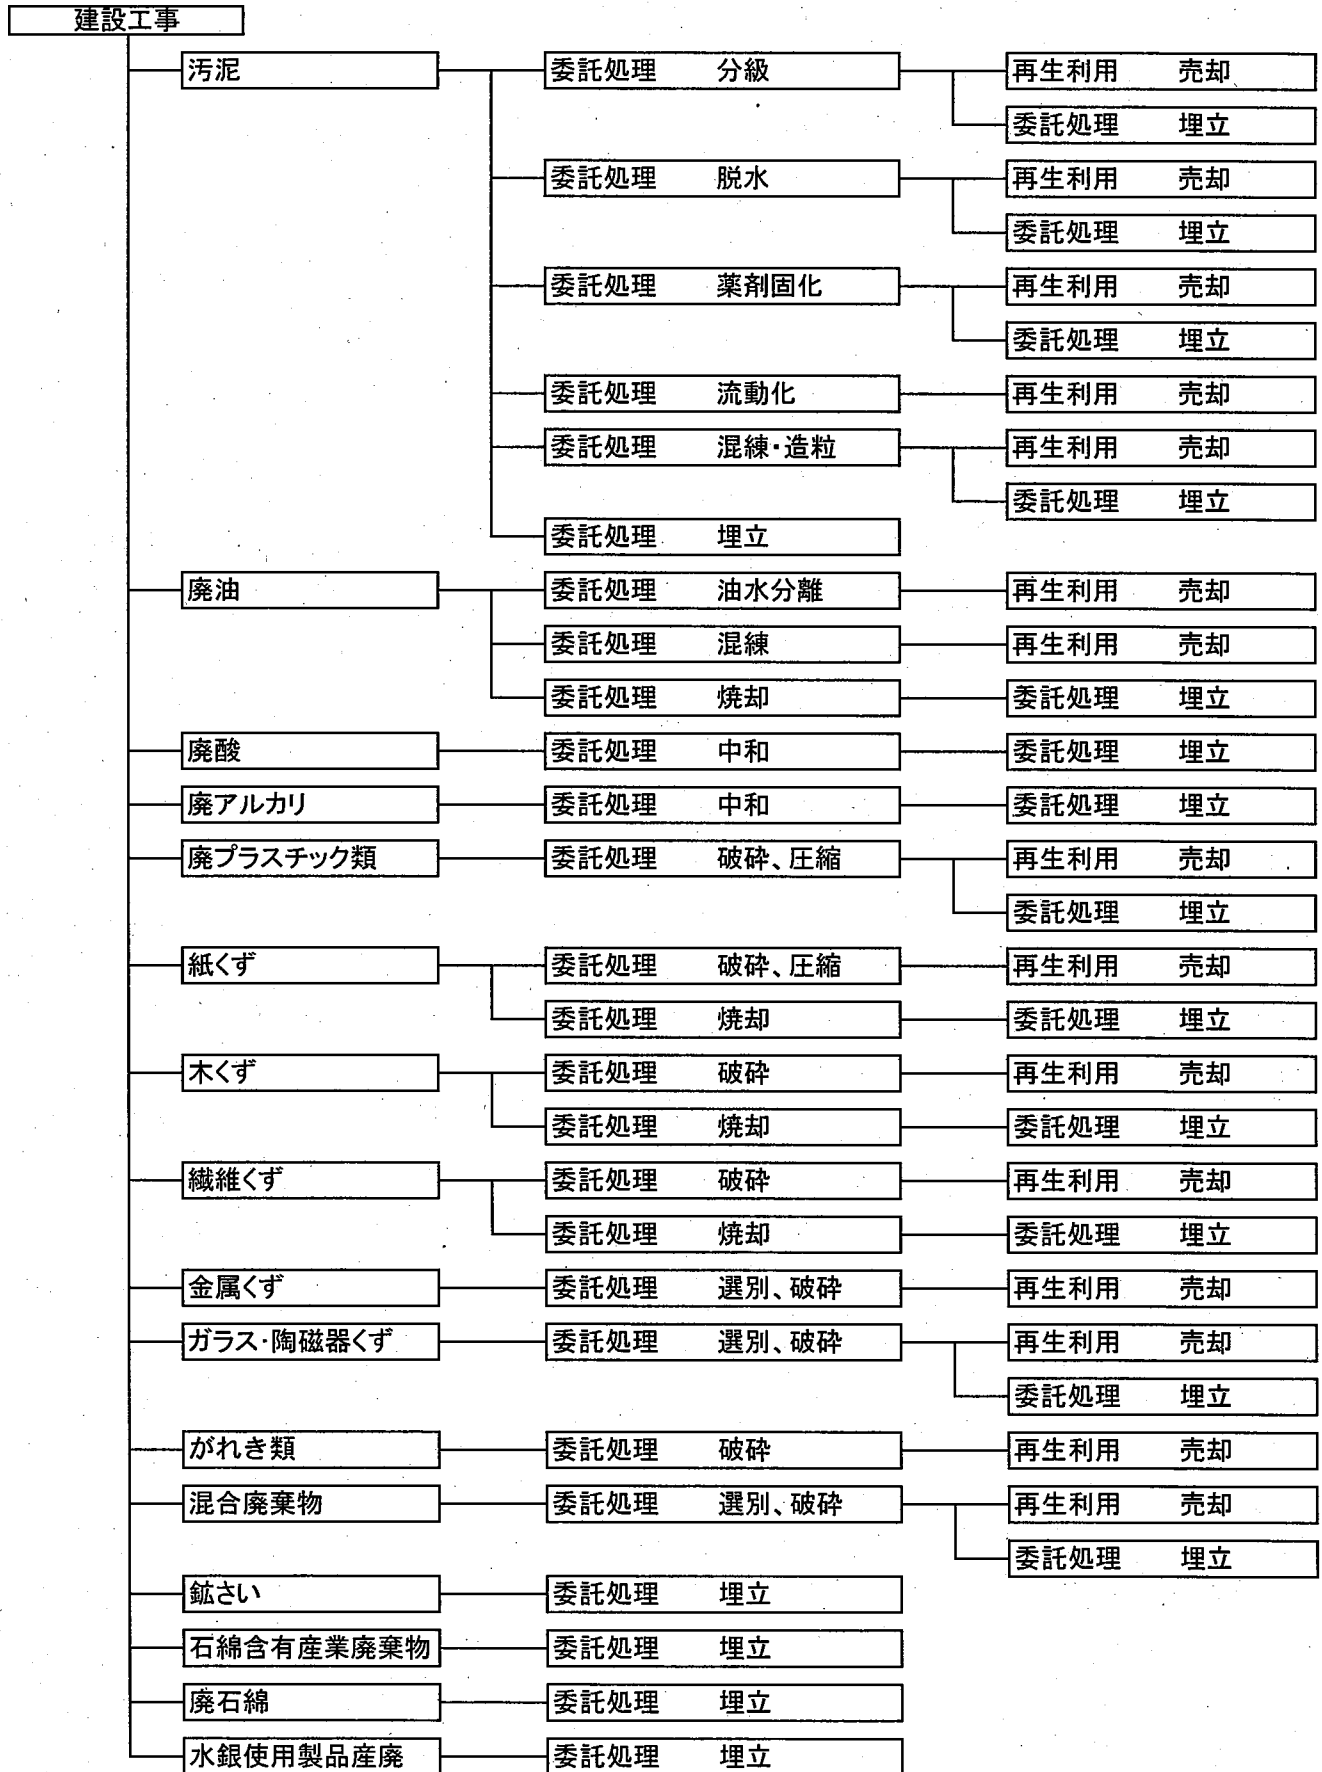 建設工事
汚泥 委託処理 分級 再生利用 売却
委託処理 埋立
委託処理 脱水 再生利用 売却
委託処理 埋立
委託処理 薬剤固化 再生利用 売却
委託処理 埋立
委託処理 流動化 再生利用 売却
委託処理 混練・造粒 再生利用 売却
委託処理 埋立
委託処理 埋立
廃油 委託処理 油水分離 再生利用 売却
委託処理 混練 再生利用 売却
委託処理 焼却 委託処理 埋立
廃酸 委託処理 中和 委託処理 埋立
廃アルカリ 委託処理 中和 委託処理 埋立
廃プラスチック類 委託処理 破砕、圧縮 再生利用 売却
委託処理 埋立
紙くず 委託処理 破砕、圧縮 再生利用 売却
委託処理 焼却 委託処理 埋立
木くず 委託処理 破砕 再生利用 売却
委託処理 焼却 委託処理 埋立
繊維くず 委託処理 破砕 再生利用 売却
委託処理 焼却 委託処理 埋立
金属くず 委託処理 選別、破砕 再生利用 売却
ガラス・陶磁器くず 委託処理 選別、破砕 再生利用 売却
委託処理 埋立
がれき類 委託処理 破砕 再生利用 売却
混合廃棄物 委託処理 選別、破砕 再生利用 売却
委託処理 埋立
鉱さい 委託処理 埋立
石綿含有産業廃棄物 委託処理 埋立
廃石綿 委託処理 埋立
水銀使用製品産廃 委託処理 埋立